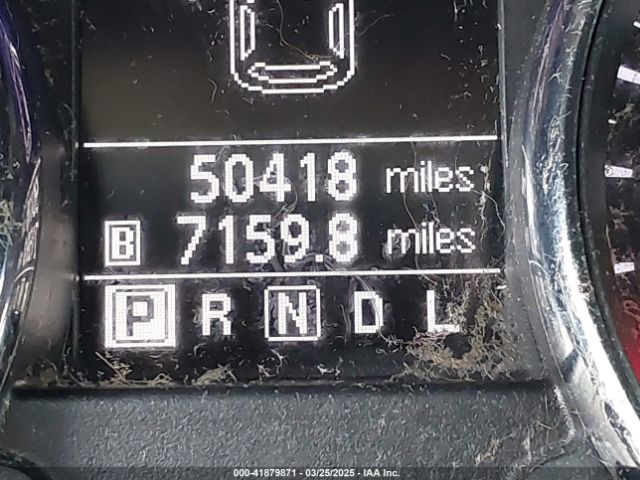 50418 miles
B 7159.8 miles
P R N D L
000-41879871 - 03/25/2025 - IAA Inc.